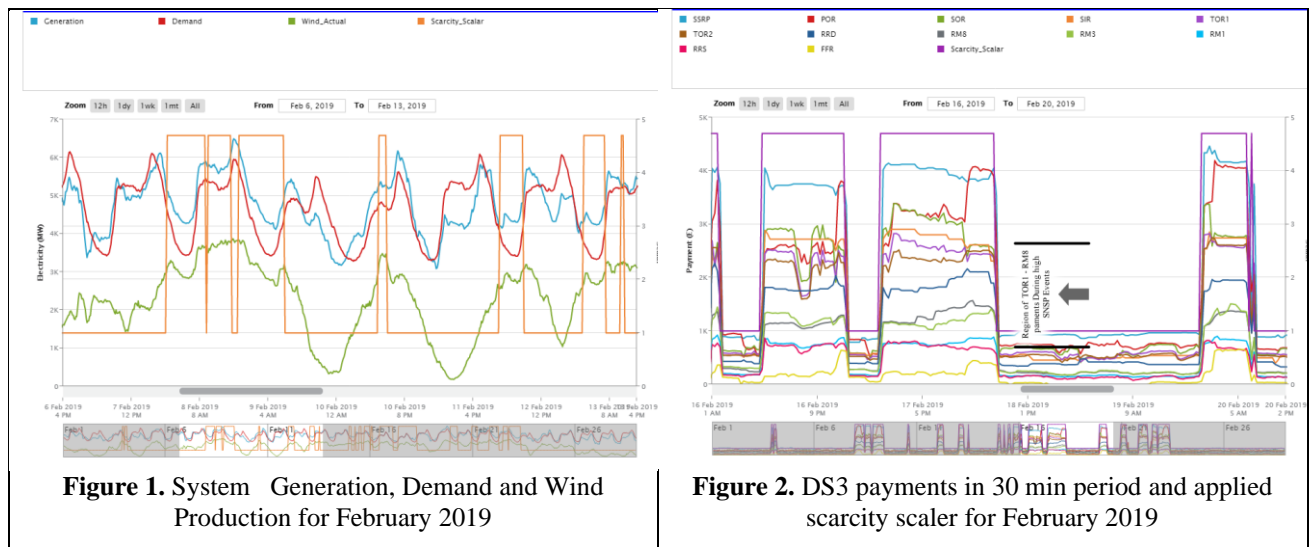 Generation Demand Wind_Actual Scarcity_Scalar
Zoom 12h 1dy 1wk 1mt All From Feb 6, 2019 To Feb 13, 2019
7K 5
6K
4
5K
4K 3
3K
2
2K
1
1K
0 0
Electricity (MW)
6 Feb 2019 4 PM
7 Feb 2019 12 PM
8 Feb 2019 8 AM
9 Feb 2019 4 AM
10 Feb 2019 12 AM
10 Feb 2019 8 PM
11 Feb 2019 4 PM
12 Feb 2019 12 PM
13 Feb 2019 8 AM
4 PM
Feb 1 Feb 6 Feb 11 Feb 16 Feb 21 Feb 26
Figure 1. System Generation, Demand and Wind
Production for February 2019
SSRP POR SOR SIR TOR1
TOR2 RRD RM8 RM3 RM1
RRS FFR Scarcity_Scalar
Zoom 12h 1dy 1wk 1mt All From Feb 16, 2019 To Feb 20, 2019
5K 5
4K 4
3K 3
2K 2
1K 1
0 0
Payment (£)
Region of TOR1 - RM8
paments During high
SNSP Events
16 Feb 2019 1 AM
16 Feb 2019 9 PM
17 Feb 2019 5 PM
18 Feb 2019 1 PM
19 Feb 2019 9 AM
20 Feb 2019 5 AM
20 Feb 2019 2 PM
Feb 1 Feb 6 Feb 11 Feb 16 Feb 21 Feb 26
Figure 2. DS3 payments in 30 min period and applied
scarcity scaler for February 2019